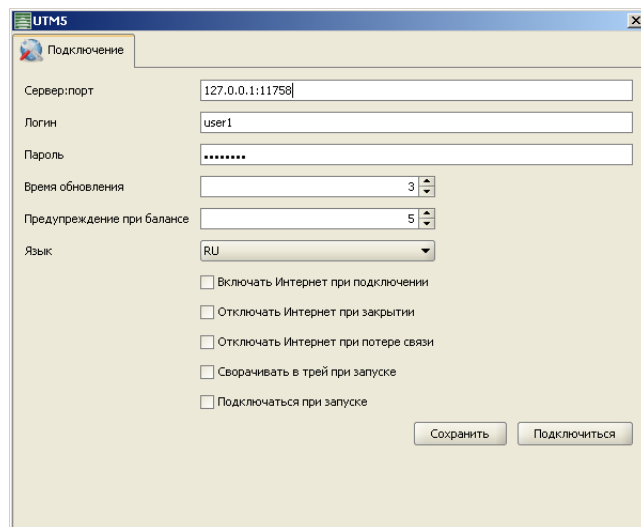 UTM5
Подключение
Сервер:порт 127.0.0.1:11758
Логин user1
Пароль ••••••••
Время обновления 3
Предупреждение при балансе 5
Язык RU
Включать Интернет при подключении
Отключать Интернет при закрытии
Отключать Интернет при потере связи
Сворачивать в трей при запуске
Подключаться при запуске
Сохранить Подключиться